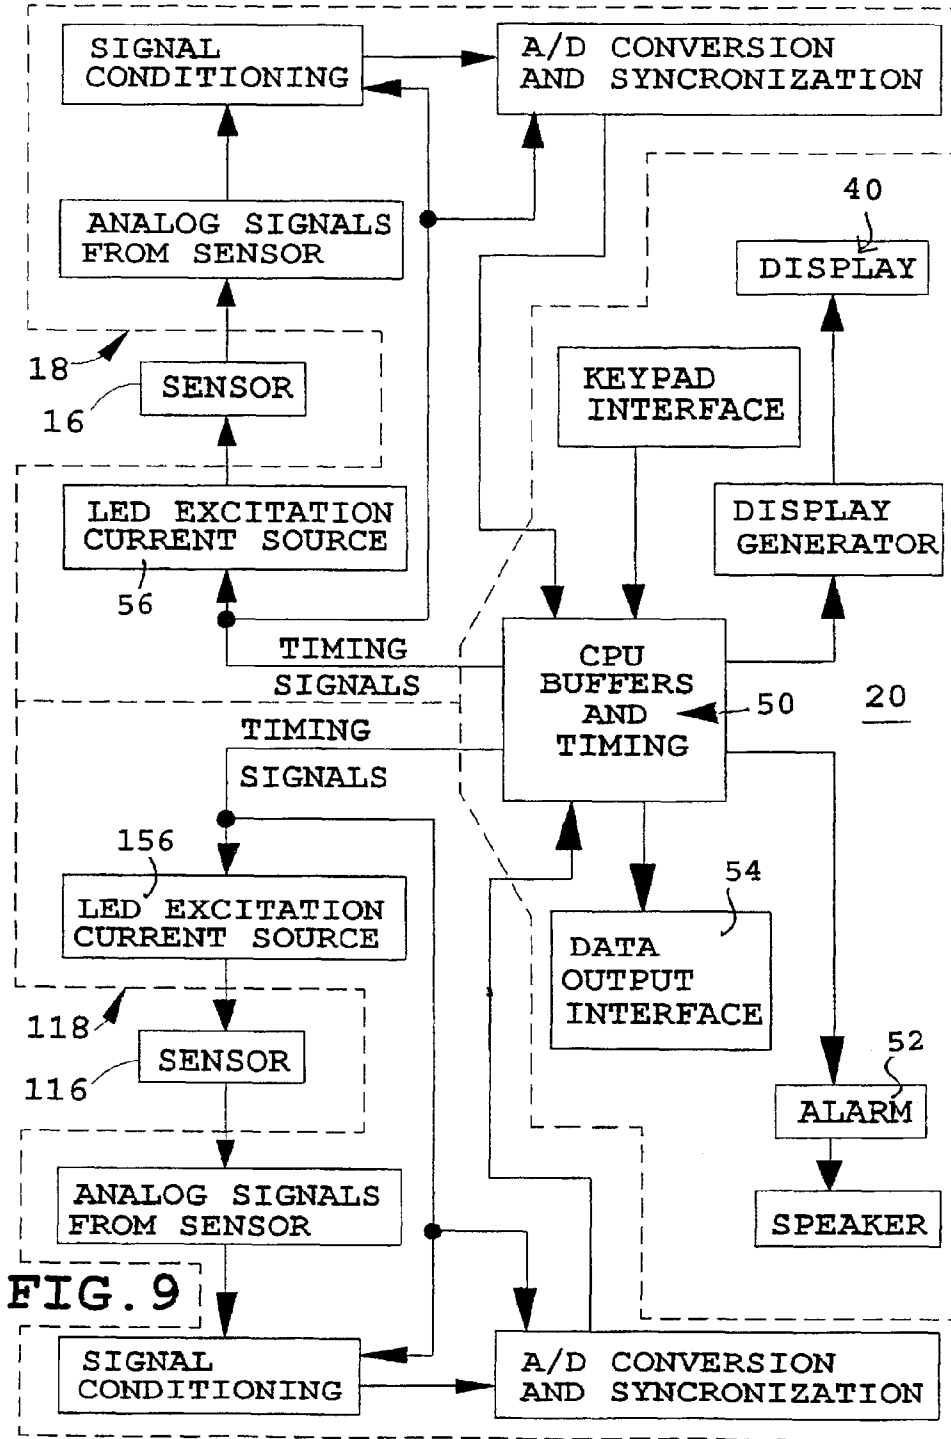 SIGNAL
CONDITIONING
A/D CONVERSION
AND SYNCRONIZATION
ANALOG SIGNALS
FROM SENSOR
40
DISPLAY
18
SENSOR
16
KEYPAD
INTERFACE
LED EXCITATION
CURRENT SOURCE
56
DISPLAY
GENERATOR
TIMING
SIGNALS
CPU
BUFFERS
AND
TIMING
50
20
TIMING
SIGNALS
156
LED EXCITATION
CURRENT SOURCE
54
DATA
OUTPUT
INTERFACE
118
SENSOR
116
52
ALARM
ANALOG SIGNALS
FROM SENSOR
SPEAKER
FIG. 9
SIGNAL
CONDITIONING
A/D CONVERSION
AND SYNCRONIZATION